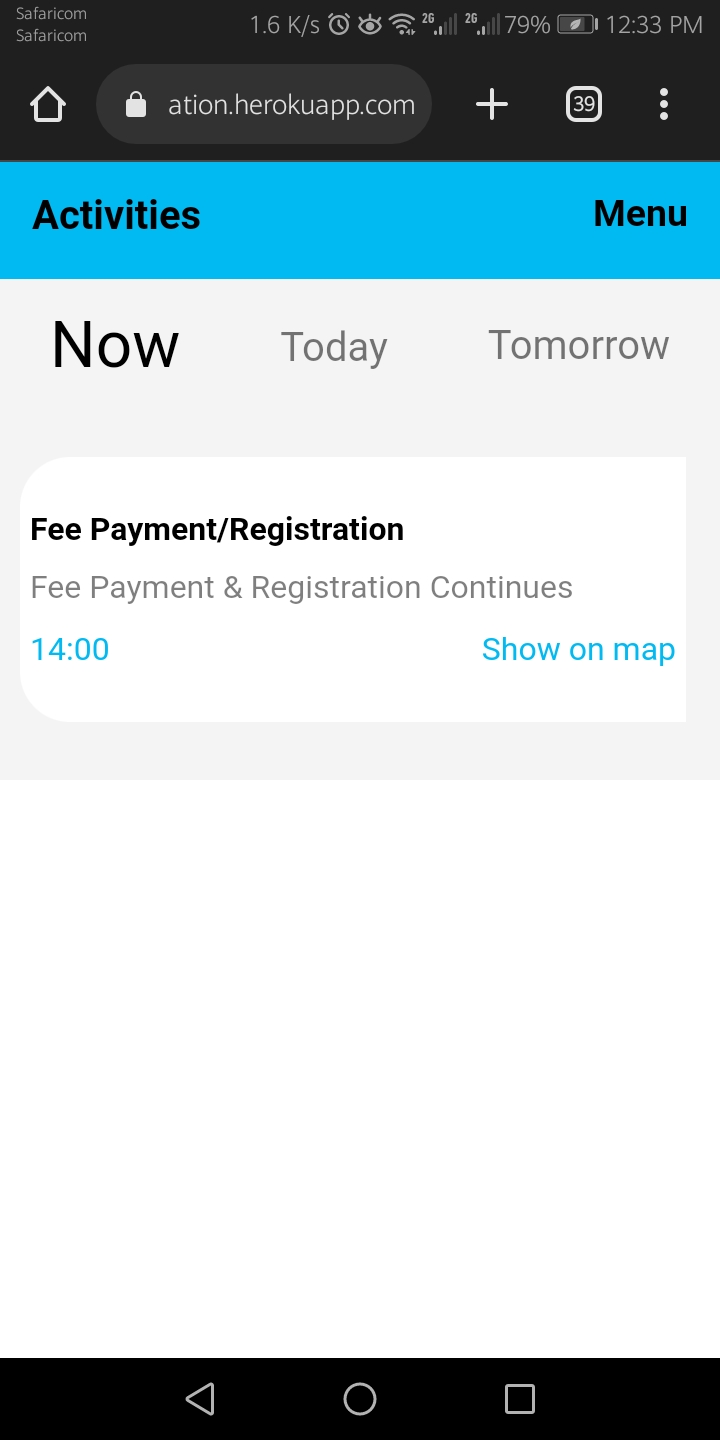 Safaricom
Safaricom
1.6 K/s 2G 2G 79% 12:33 PM
ation.herokuapp.com 39
Activities Menu
Now Today Tomorrow
Fee Payment/Registration
Fee Payment & Registration Continues
14:00 Show on map